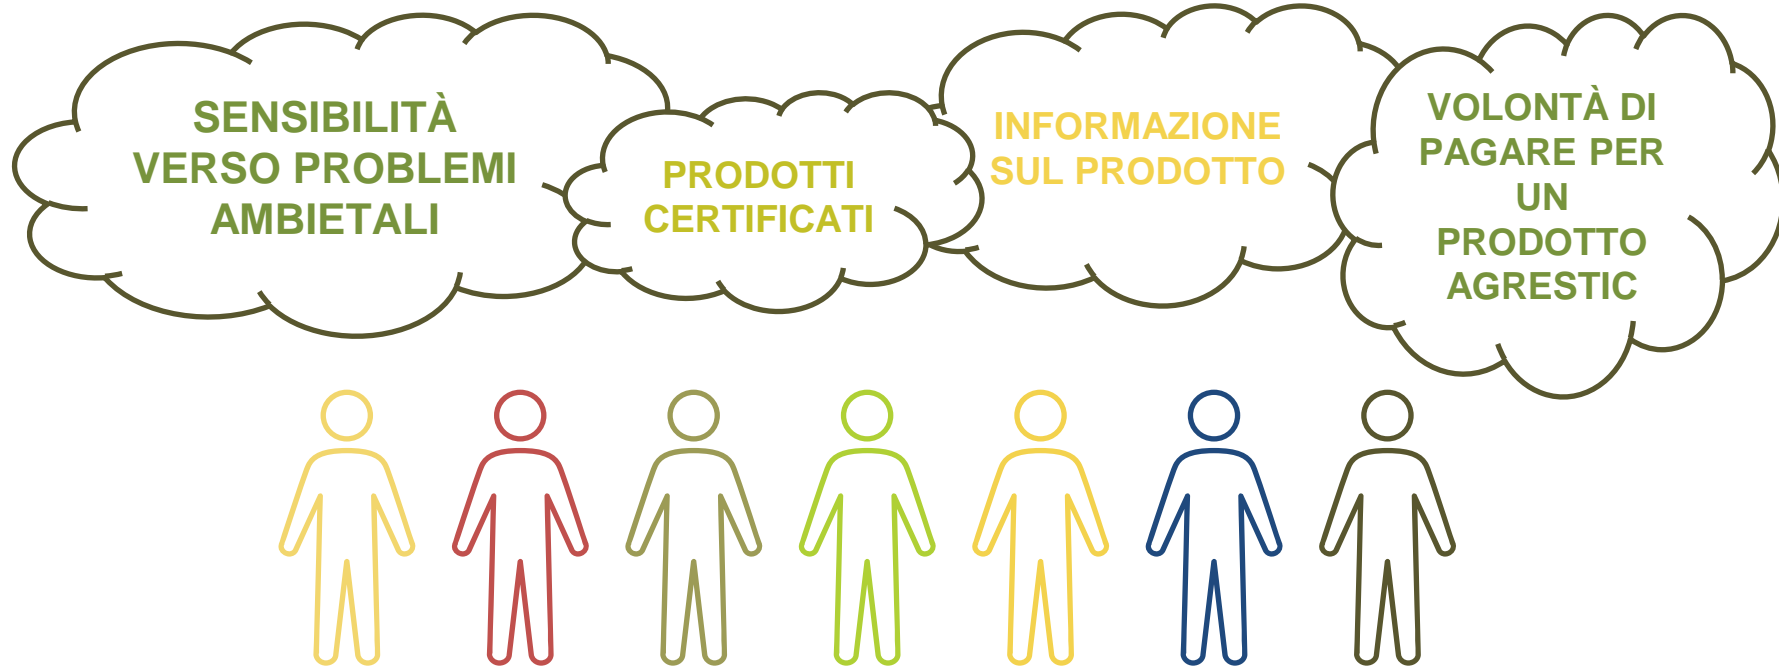 SENSIBILITÀ
VERSO PROBLEMI
AMBIETALI
PRODOTTI
CERTIFICATI
INFORMAZIONE
SUL PRODOTTO
VOLONTÀ DI
PAGARE PER
UN
PRODOTTO
AGRESTIC